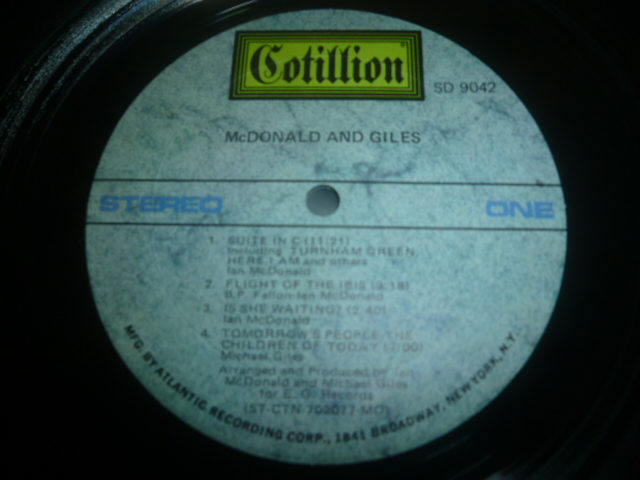 Cotillion
SD 9042
McDONALD AND GILES
STEREO
ONE
1. SUITE IN C (11:21)
Including TURNHAM GREEN,
HERE I AM and others
Ian McDonald
2. FLIGHT OF THE IBIS (3:18)
B.P. Fallon-Ian McDonald
3. IS SHE WAITING? (2:40)
Ian McDonald
4. TOMORROW'S PEOPLE-THE
CHILDREN OF TODAY (7:00)
Michael Giles
Arranged and Produced by Ian
McDonald and Michael Giles
for E. G. Records
(ST-CTN-702027-MO)
MFG. BY ATLANTIC RECORDING CORP., 1841 BROADWAY, NEW YORK, N.Y.